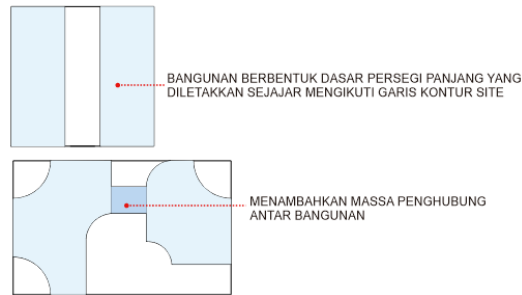 BANGUNAN BERBENTUK DASAR PERSEGI PANJANG YANG
DILETAKKAN SEJAJAR MENGIKUTI GARIS KONTUR SITE
MENAMBAHKAN MASSA PENGHUBUNG
ANTAR BANGUNAN